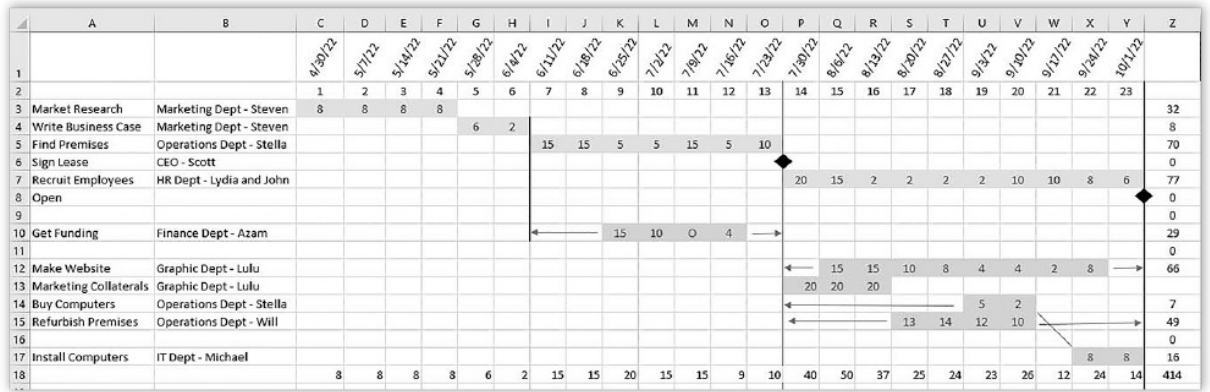 A B C D E F G H I J K L M N O P Q R S T U V W X Y Z
1 4/30/22 5/7/22 5/14/22 5/21/22 5/28/22 6/4/22 6/11/22 6/18/22 6/25/22 7/2/22 7/9/22 7/16/22 7/23/22 7/30/22 8/6/22 8/13/22 8/20/22 8/27/22 9/3/22 9/10/22 9/17/22 9/24/22 10/1/22
2 1 2 3 4 5 6 7 8 9 10 11 12 13 14 15 16 17 18 19 20 21 22 23
3 Market Research Marketing Dept - Steven 8 8 8 8 32
4 Write Business Case Marketing Dept - Steven 6 2 8
5 Find Premises Operations Dept - Stella 15 15 5 5 15 5 10 70
6 Sign Lease CEO - Scott 0
7 Recruit Employees HR Dept - Lydia and John 20 15 2 2 2 2 10 10 8 6 77
8 Open 0
9 0
10 Get Funding Finance Dept - Azam 15 10 O 4 29
11 0
12 Make Website Graphic Dept - Lulu 15 15 10 8 4 4 2 8 66
13 Marketing Collaterals Graphic Dept - Lulu 20 20 20
14 Buy Computers Operations Dept - Stella 5 2 7
15 Refurbish Premises Operations Dept - Will 13 14 12 10 49
16 0
17 Install Computers IT Dept - Michael 8 8 16
18 8 8 8 8 6 2 15 15 20 15 15 9 10 40 50 37 25 24 23 26 12 24 14 414